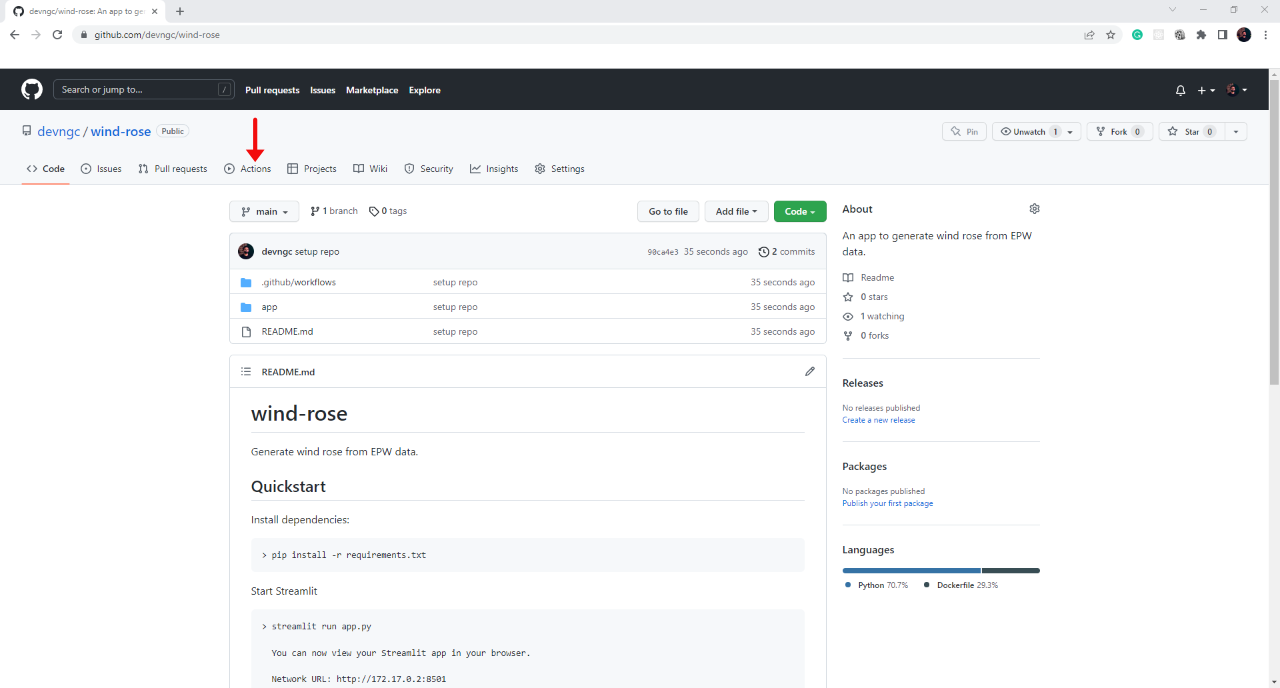 devngc/wind-rose: An app to ge
github.com/devngc/wind-rose
Search or jump to... / Pull requests Issues Marketplace Explore
devngc / wind-rose Public Pin Unwatch 1 Fork 0 Star 0
Code Issues Pull requests Actions Projects Wiki Security Insights Settings
main 1 branch 0 tags Go to file Add file Code
devngc setup repo 90ca4e3 35 seconds ago 2 commits
.github/workflows setup repo 35 seconds ago
app setup repo 35 seconds ago
README.md setup repo 35 seconds ago
README.md
wind-rose
Generate wind rose from EPW data.
Quickstart
Install dependencies:
> pip install -r requirements.txt
Start Streamlit
> streamlit run app.py
You can now view your Streamlit app in your browser.
Network URL: http://172.17.0.2:8501
About
An app to generate wind rose from EPW
data.
Readme
0 stars
1 watching
0 forks
Releases
No releases published
Create a new release
Packages
No packages published
Publish your first package
Languages
Python 70.7% Dockerfile 29.3%